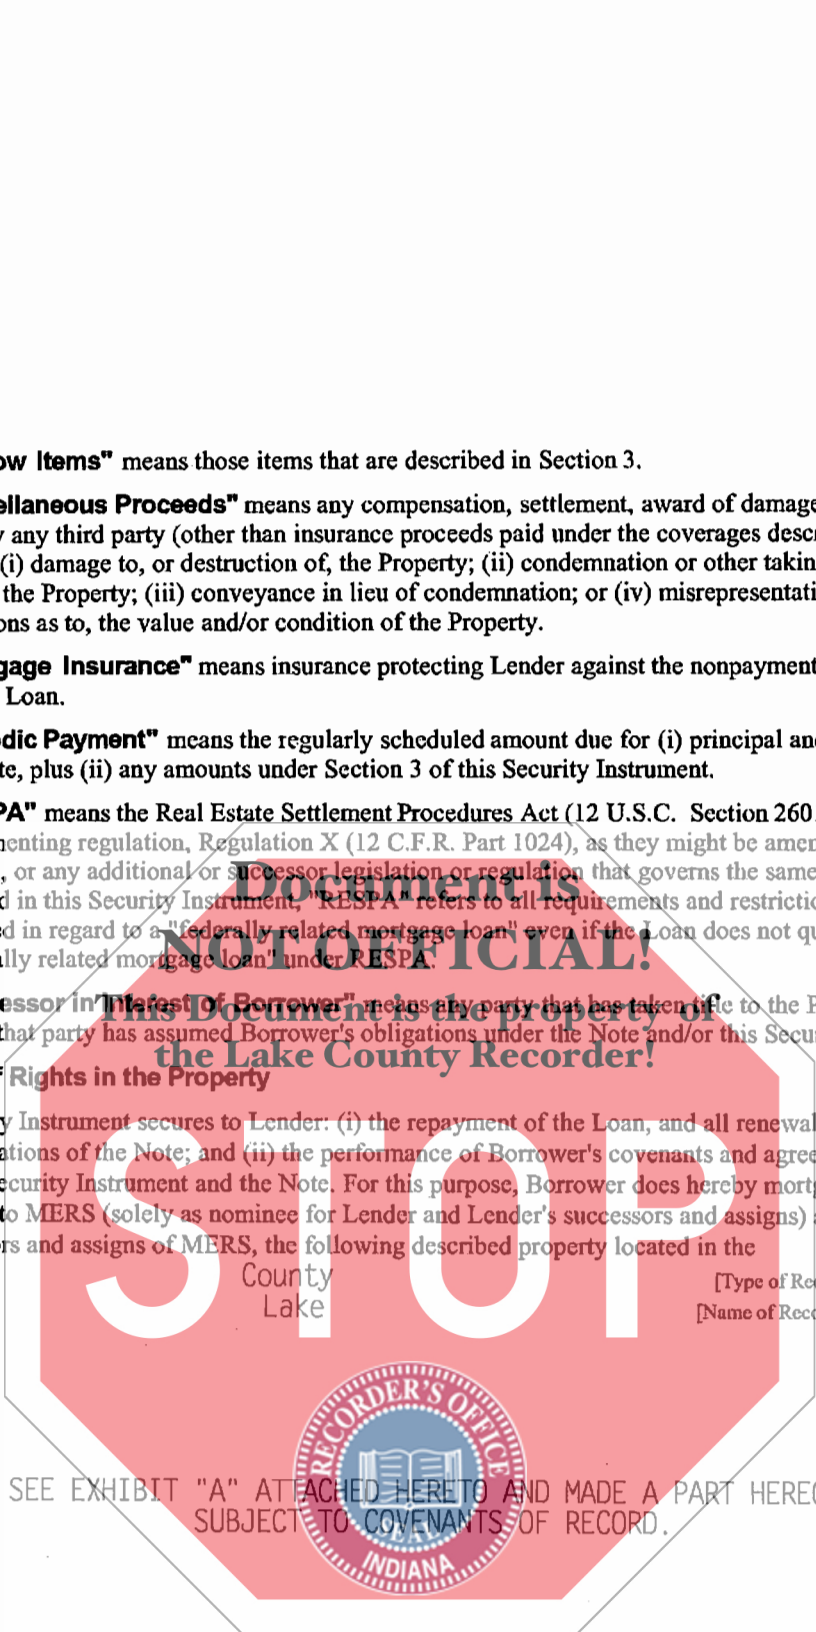 ow Items" means those items that are described in Section 3.
ellaneous Proceeds" means any compensation, settlement, award of damage
y any third party (other than insurance proceeds paid under the coverages desc
(i) damage to, or destruction of, the Property; (ii) condemnation or other takin
the Property; (iii) conveyance in lieu of condemnation; or (iv) misrepresentati
ons as to, the value and/or condition of the Property.
gage Insurance" means insurance protecting Lender against the nonpayment
Loan.
dic Payment" means the regularly scheduled amount due for (i) principal an
te, plus (ii) any amounts under Section 3 of this Security Instrument.
PA" means the Real Estate Settlement Procedures Act (12 U.S.C. Section 260
enting regulation, Regulation X (12 C.F.R. Part 1024), as they might be amen
, or any additional or successor legislation or regulation that governs the same
Document is
d in this Security Instrument, "RESPA" refers to all requirements and restrictio
d in regard to a "federally related mortgage loan" even if the Loan does not qu
NOT OFFICIAL!
lly related mortgage loan" under RESPA.
essor in Interest of Borrower" means any party that has taken title to the P
This Document is the property of
that party has assumed Borrower's obligations under the Note and/or this Secu
the Lake County Recorder!
f Rights in the Property
y Instrument secures to Lender: (i) the repayment of the Loan, and all renewal
ations of the Note; and (ii) the performance of Borrower's covenants and agree
ecurity Instrument and the Note. For this purpose, Borrower does hereby mort
to MERS (solely as nominee for Lender and Lender's successors and assigns)
rs and assigns of MERS, the following described property located in the
STOP
County [Type of Rec
Lake [Name of Reco
RECORDER'S OFFICE
SEE EXHIBIT "A" ATTACHED HERETO AND MADE A PART HEREO
SUBJECT TO COVENANTS OF RECORD.
SEAL
INDIANA